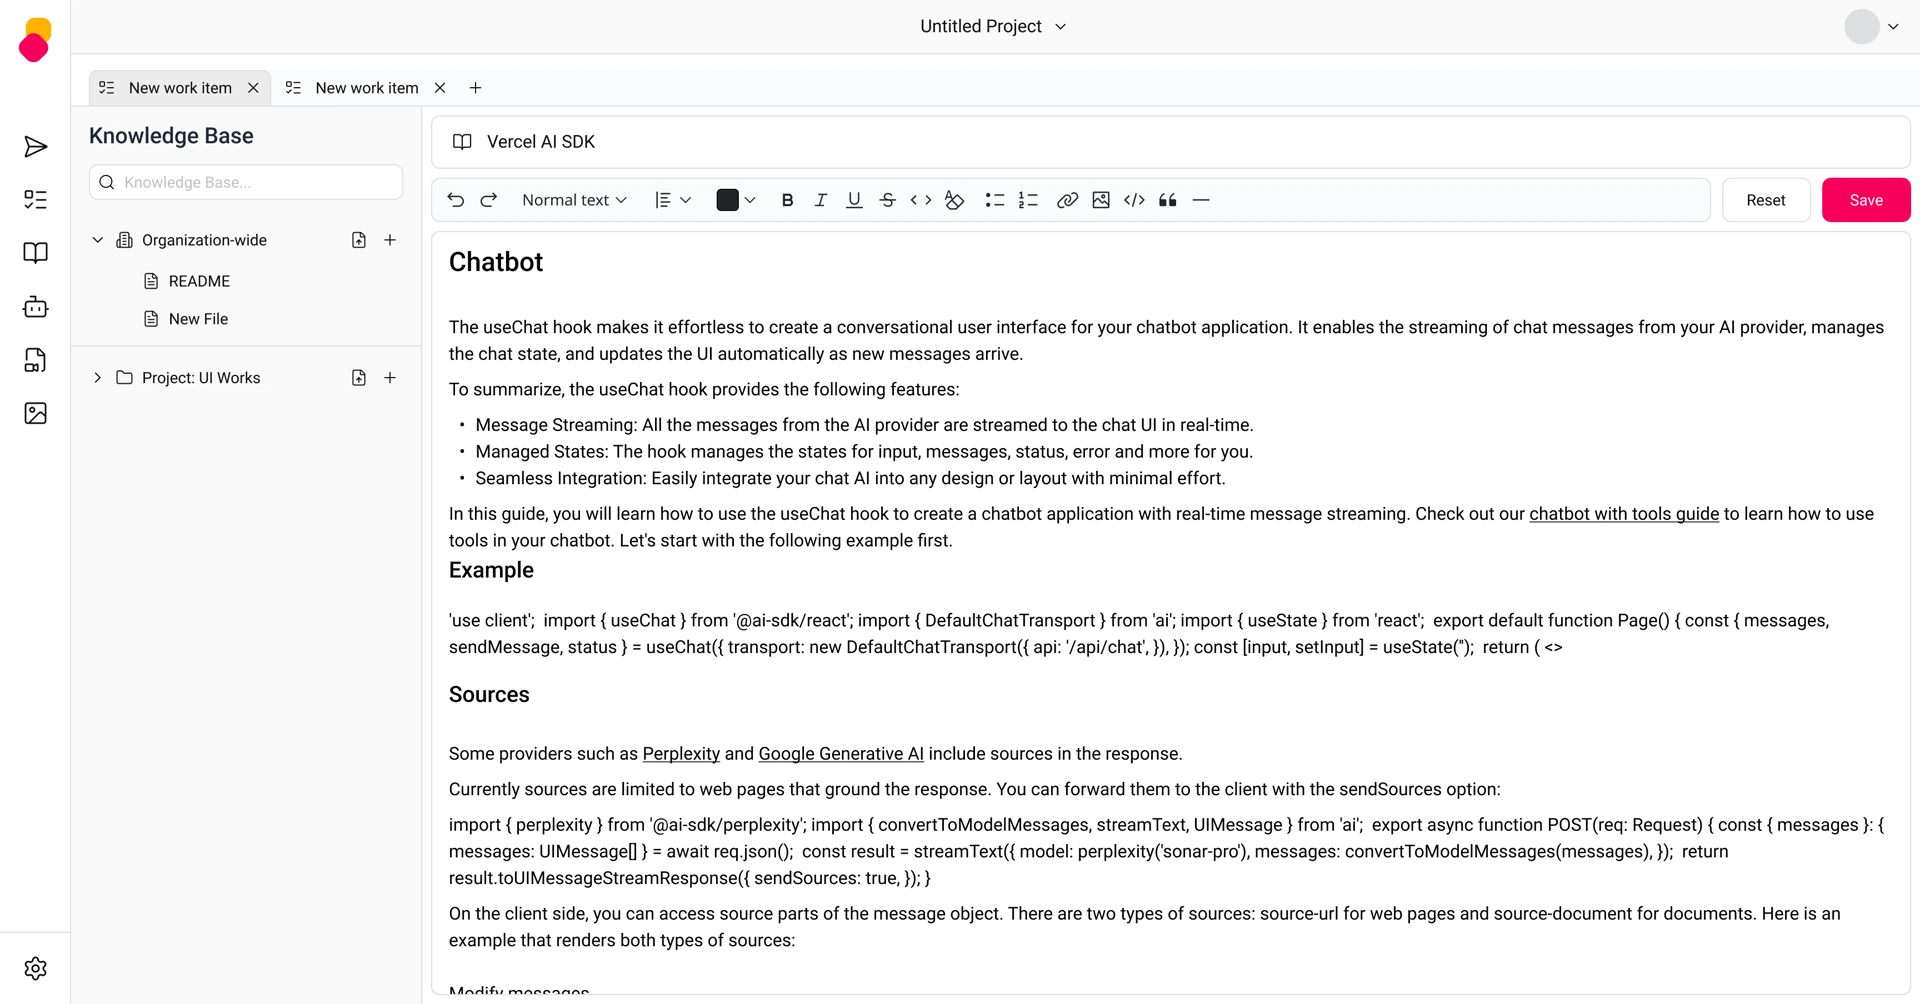 Untitled Project
New work item
New work item
Knowledge Base
Knowledge Base...
Organization-wide
README
New File
Project: UI Works
Vercel AI SDK
Normal text
B
I
U
S
Reset
Save
Chatbot
The useChat hook makes it effortless to create a conversational user interface for your chatbot application. It enables the streaming of chat messages from your AI provider, manages
the chat state, and updates the UI automatically as new messages arrive.
To summarize, the useChat hook provides the following features:
• Message Streaming: All the messages from the AI provider are streamed to the chat UI in real-time.
• Managed States: The hook manages the states for input, messages, status, error and more for you.
• Seamless Integration: Easily integrate your chat AI into any design or layout with minimal effort.
In this guide, you will learn how to use the useChat hook to create a chatbot application with real-time message streaming. Check out our chatbot with tools guide to learn how to use
tools in your chatbot. Let's start with the following example first.
Example
'use client';  import { useChat } from '@ai-sdk/react'; import { DefaultChatTransport } from 'ai'; import { useState } from 'react';  export default function Page() { const { messages,
sendMessage, status } = useChat({ transport: new DefaultChatTransport({ api: '/api/chat', }), }); const [input, setInput] = useState('');  return ( <>
Sources
Some providers such as Perplexity and Google Generative AI include sources in the response.
Currently sources are limited to web pages that ground the response. You can forward them to the client with the sendSources option:
import { perplexity } from '@ai-sdk/perplexity'; import { convertToModelMessages, streamText, UIMessage } from 'ai';  export async function POST(req: Request) { const { messages }: {
messages: UIMessage[] } = await req.json();  const result = streamText({ model: perplexity('sonar-pro'), messages: convertToModelMessages(messages), });  return
result.toUIMessageStreamResponse({ sendSources: true, }); }
On the client side, you can access source parts of the message object. There are two types of sources: source-url for web pages and source-document for documents. Here is an
example that renders both types of sources:
Modify messages